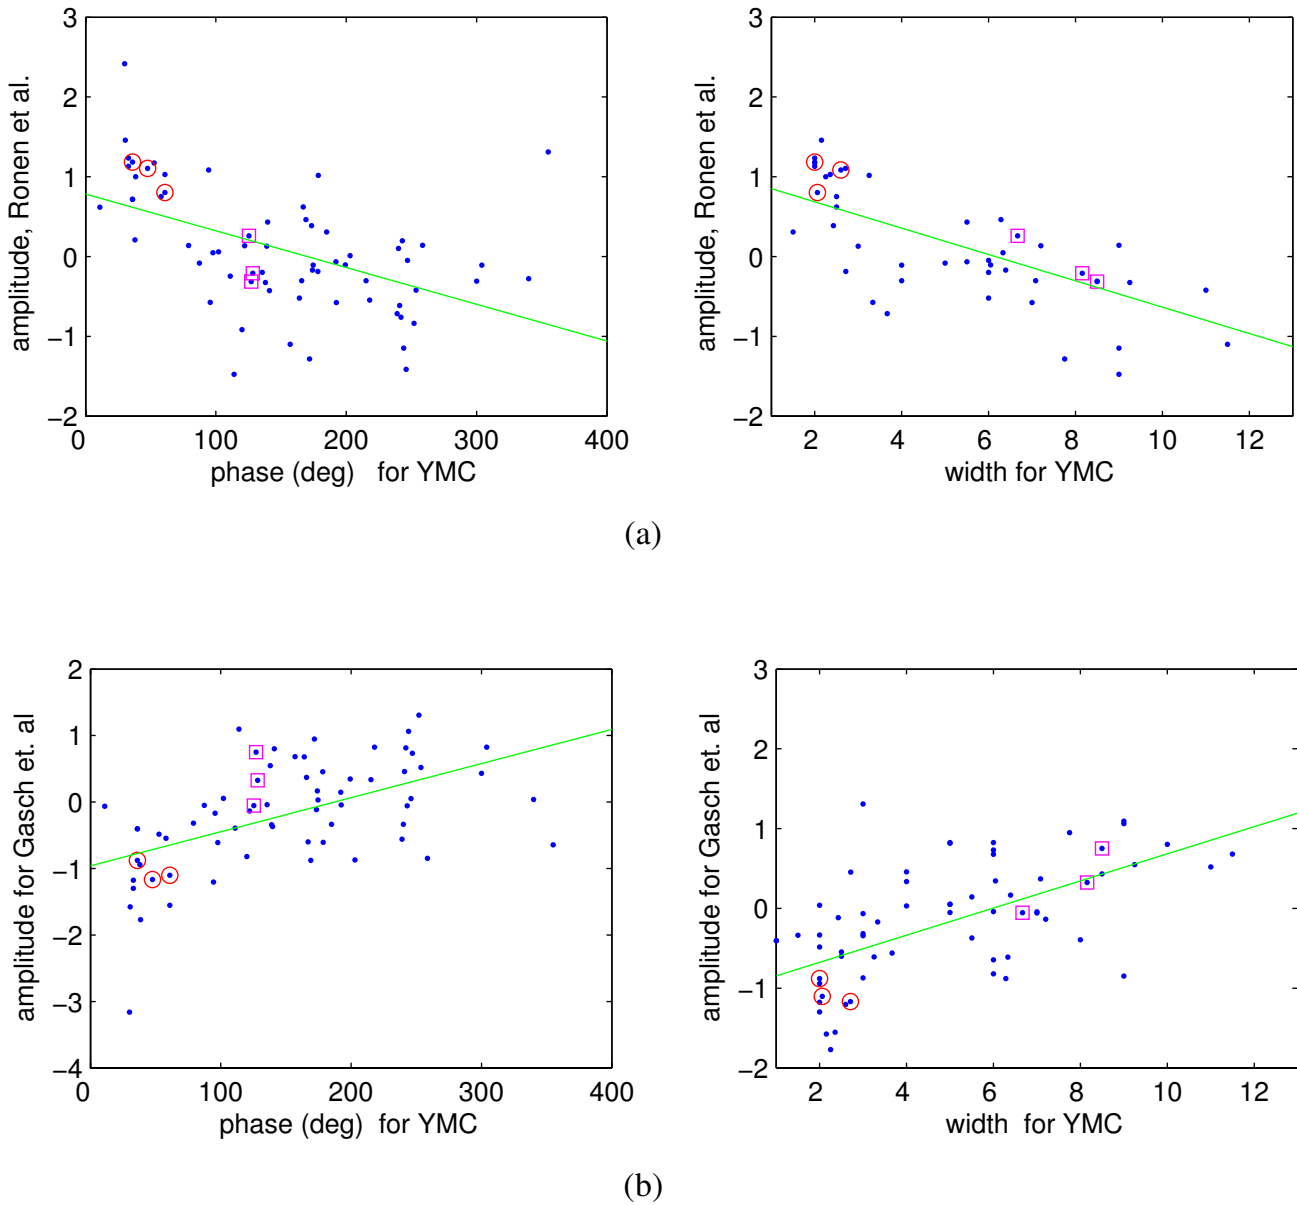 3
2
1
0
−1
−2
0 100 200 300 400
amplitude, Ronen et al.
phase (deg) for YMC
3
2
1
0
−1
−2
2 4 6 8 10 12
amplitude, Ronen et al.
width for YMC
(a)
2
1
0
−1
−2
−3
−4
0 100 200 300 400
amplitude for Gasch et. al
phase (deg) for YMC
3
2
1
0
−1
−2
2 4 6 8 10 12
amplitude for Gasch et. al
width for YMC
(b)